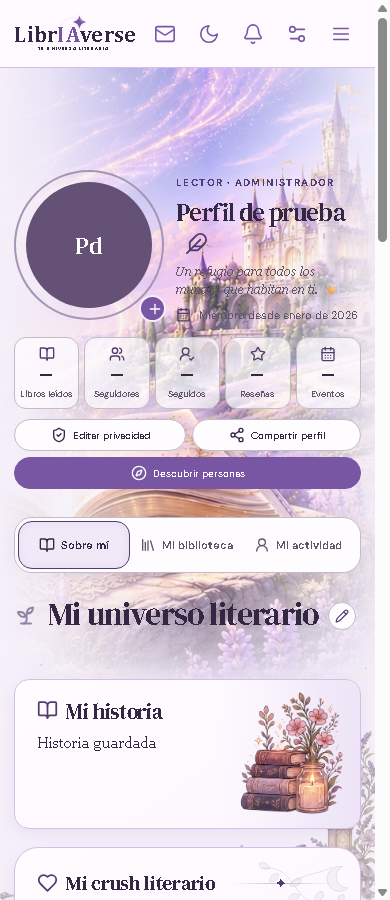 LibrIAverse
TU UNIVERSO LITERARIO
LECTOR · ADMINISTRADOR
Perfil de prueba
Pd
Un refugio para todos los
que habitan en ti. ✨
Miembro desde enero de 2026
— — — — —
Libros leídos Seguidores Seguidos Reseñas Eventos
Editar privacidad Compartir perfil
Descubrir personas
Sobre mí Mi biblioteca Mi actividad
Mi universo literario
Mi historia
Historia guardada
Mi crush literario